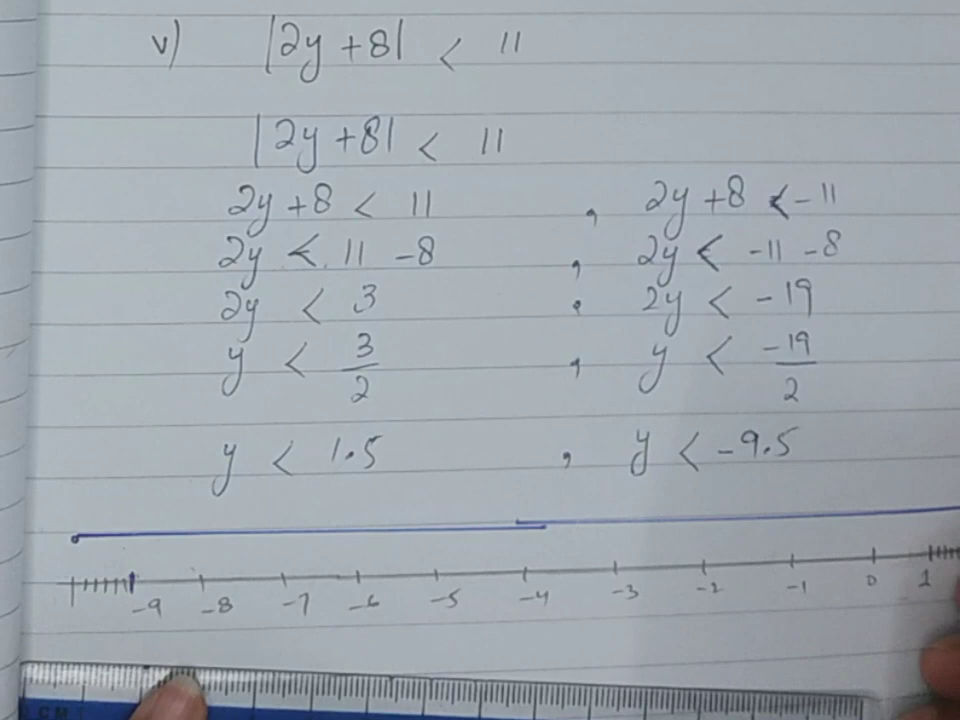 v) |2y + 8| < 11
|2y + 8| < 11
2y + 8 < 11 , 2y + 8 < - 11
2y < 11 - 8 , 2y < - 11 - 8
2y < 3 , 2y < - 19
y < 3/2 , y < -19/2
y < 1.5 , y < - 9.5
-9 -8 -7 -6 -5 -4 -3 -2 -1 0 1
CM